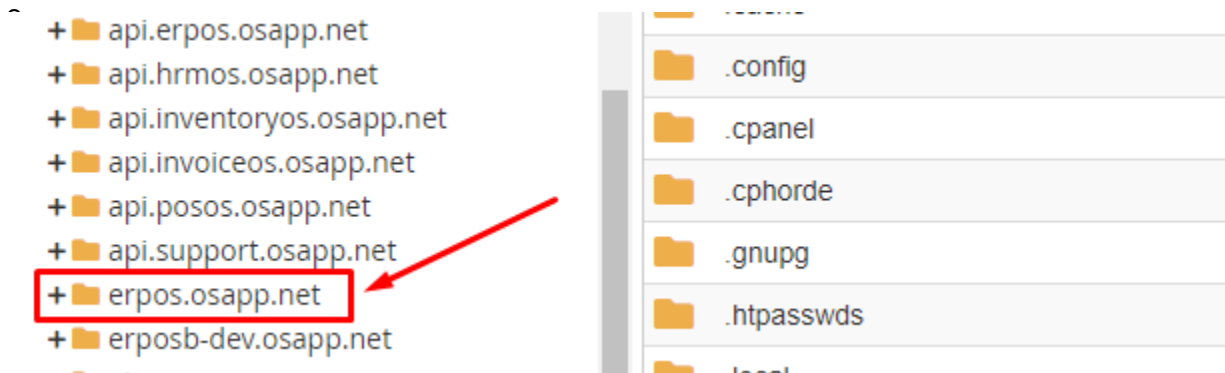 api.erpos.osapp.net
api.hrmos.osapp.net
api.inventoryos.osapp.net
api.invoiceos.osapp.net
api.posos.osapp.net
api.support.osapp.net
erpos.osapp.net
erposb-dev.osapp.net
.config
.cpanel
.cphorde
.gnupg
.htpasswds